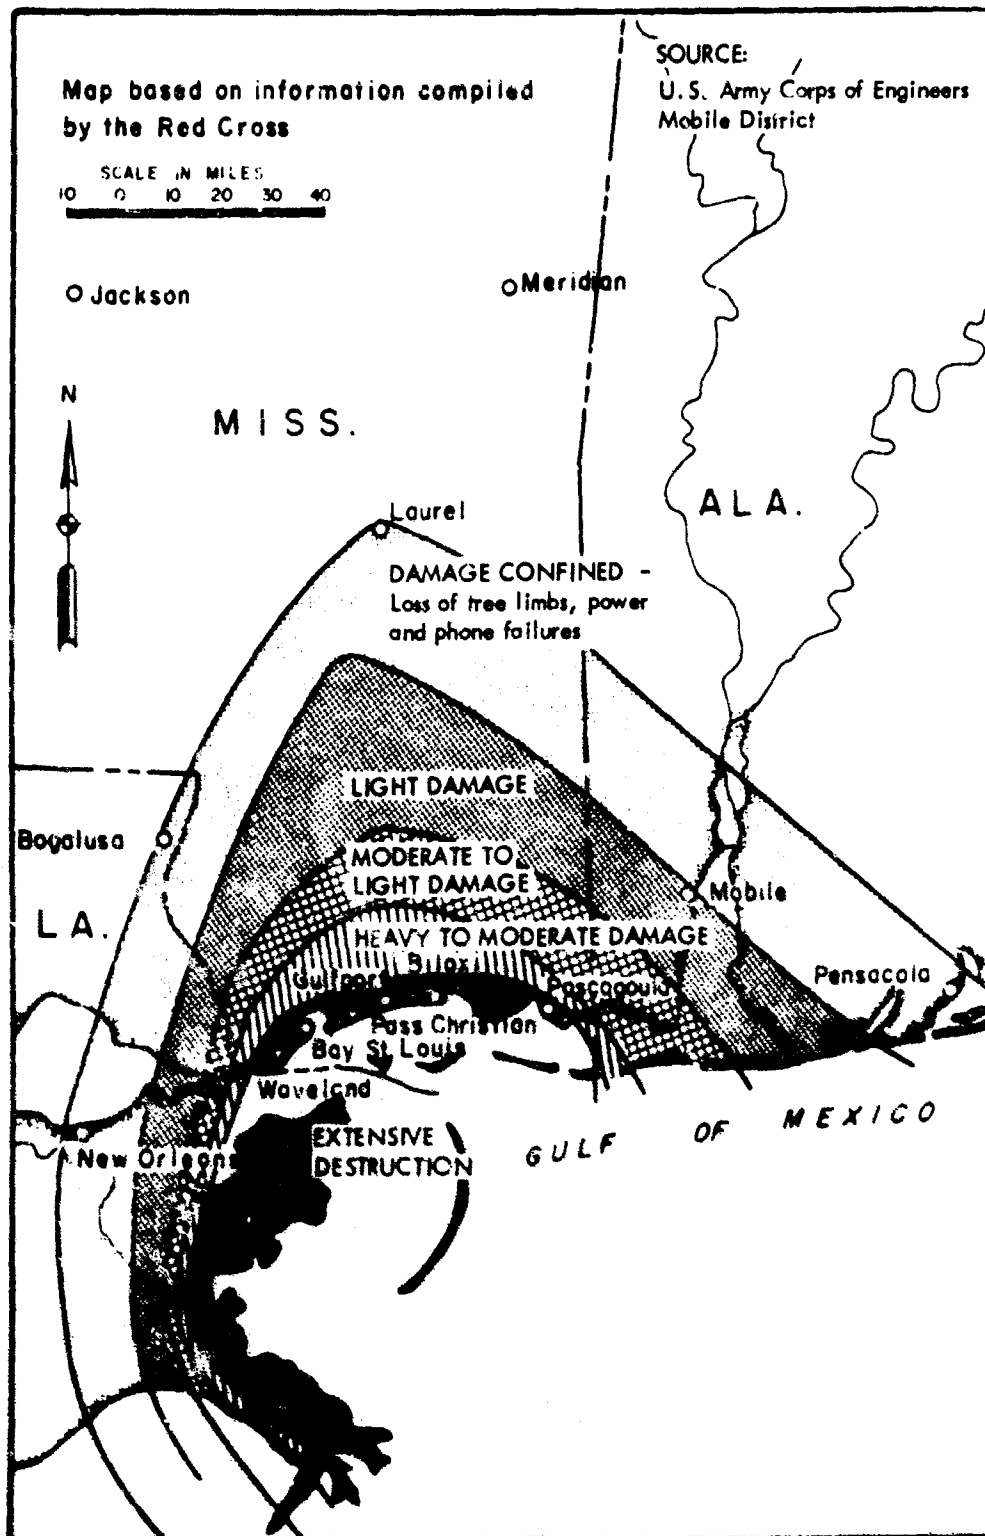 Map based on information compiled
by the Red Cross
SCALE IN MILES
10 0 10 20 30 40
SOURCE:
U.S. Army Corps of Engineers
Mobile District
Jackson
Meridian
N
MISS.
ALA.
Laurel
DAMAGE CONFINED -
Loss of tree limbs, power
and phone failures
LIGHT DAMAGE
Bogalusa
MODERATE TO
LIGHT DAMAGE
Mobile
LA.
HEAVY TO MODERATE DAMAGE
Biloxi
Gulfport
Pascagoula
Pensacola
Pass Christian
Bay St. Louis
Waveland
EXTENSIVE
DESTRUCTION
New Orleans
GULF OF MEXICO